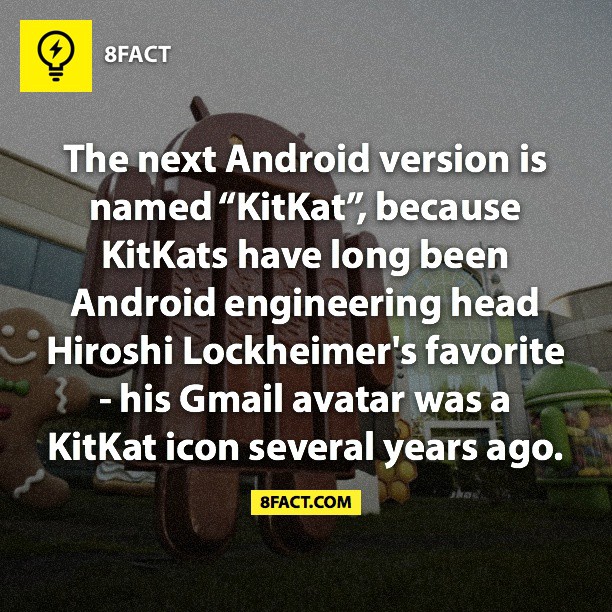 8FACT
The next Android version is
named “KitKat”, because
KitKats have long been
Android engineering head
Hiroshi Lockheimer's favorite
- his Gmail avatar was a
KitKat icon several years ago.
8FACT.COM